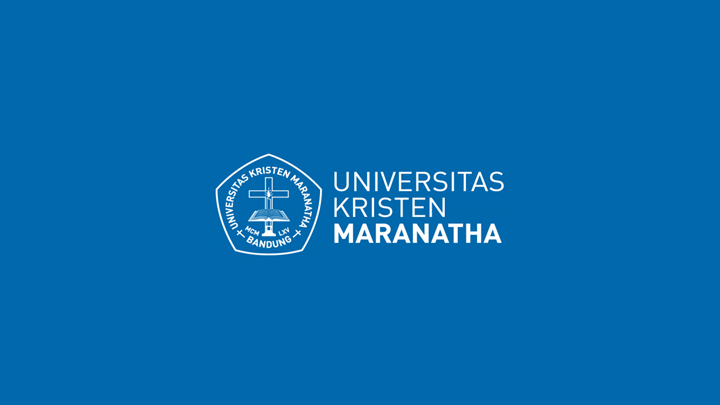 UNIVERSITAS KRISTEN MARANATHA
MCM LXV
BANDUNG
UNIVERSITAS
KRISTEN
MARANATHA